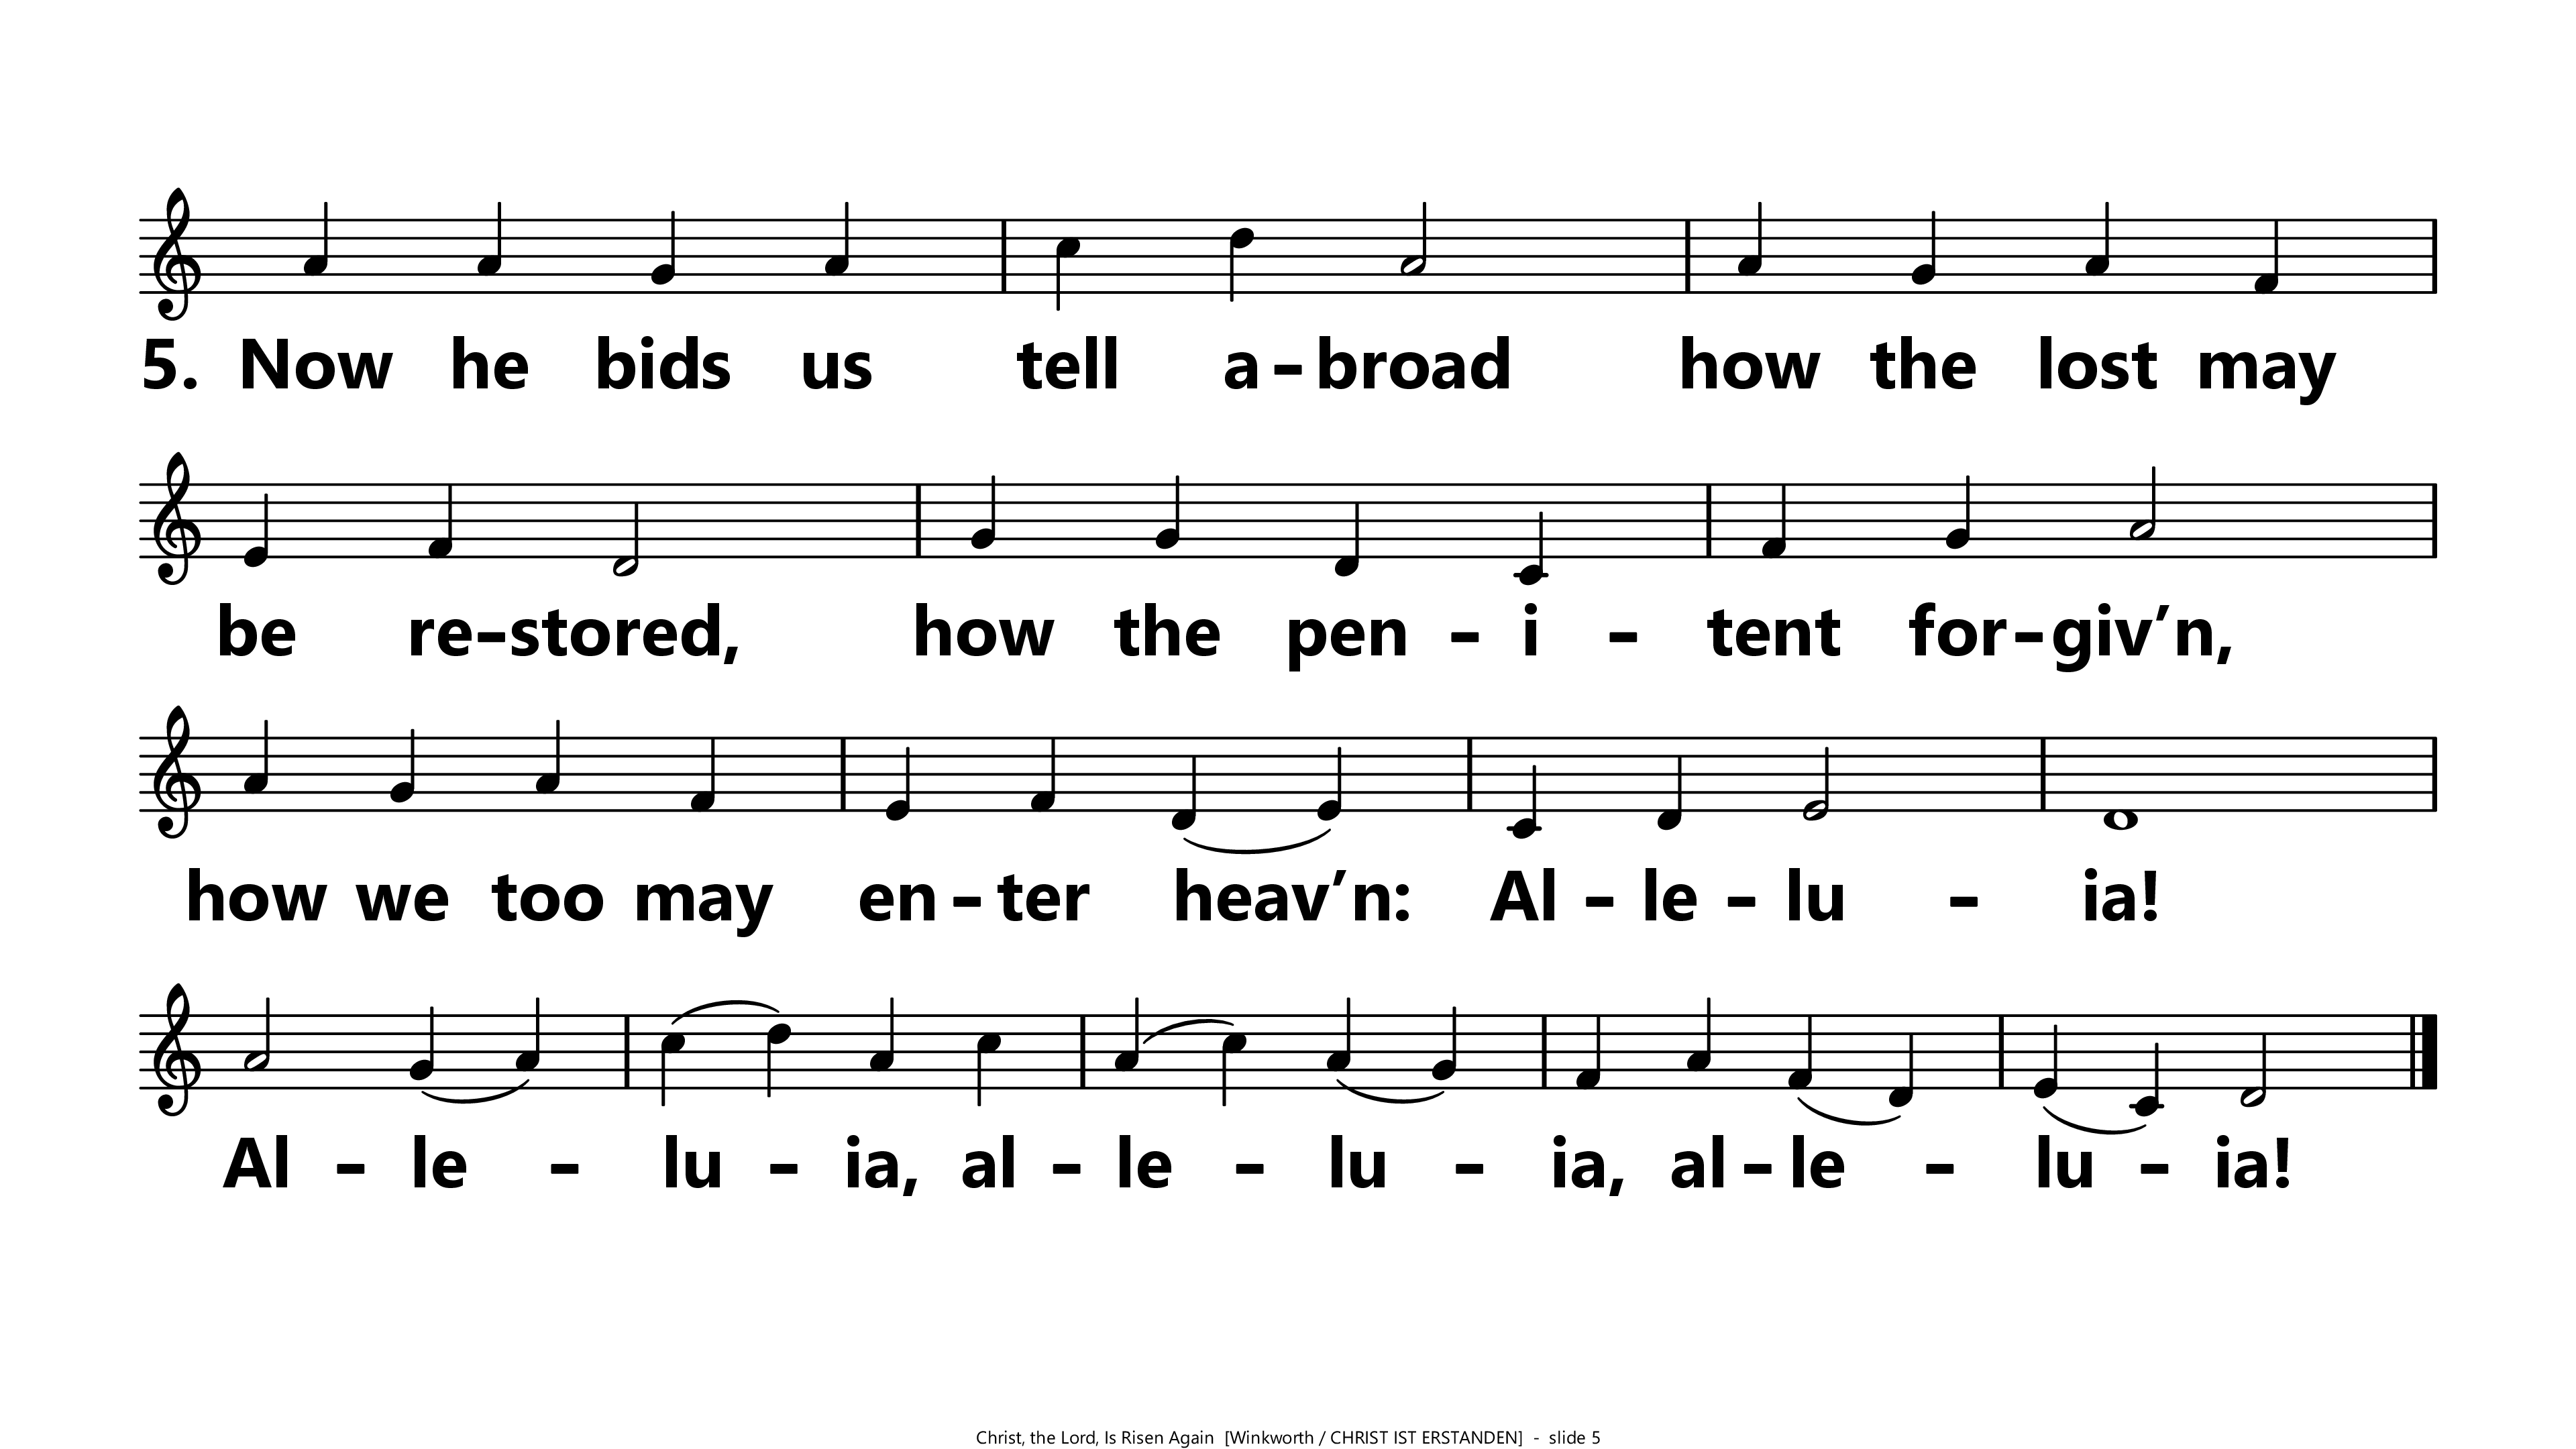 5. Now he bids us tell a-broad how the lost may
be re-stored, how the pen - i - tent for-giv’n,
how we too may en-ter heav’n: Al - le - lu - ia!
Al - le - lu - ia, al - le - lu - ia, al-le - lu - ia!
Christ, the Lord, Is Risen Again [Winkworth / CHRIST IST ERSTANDEN] - slide 5